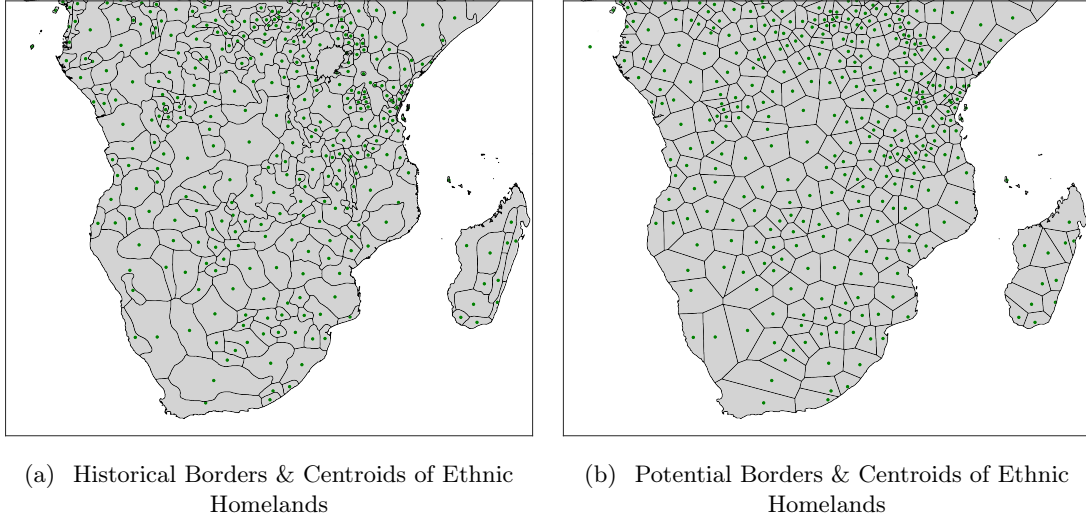 (a) Historical Borders & Centroids of Ethnic
Homelands
(b) Potential Borders & Centroids of Ethnic
Homelands